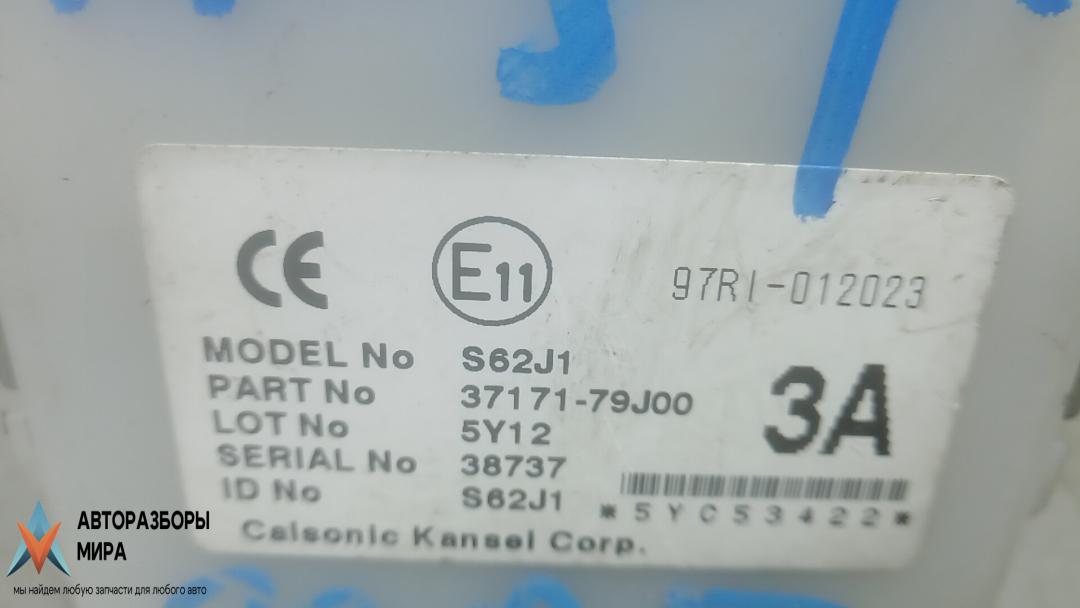 CE E11 97RI-012023
MODEL No S62J1
PART No 37171-79J00
LOT No 5Y12
SERIAL No 38737
ID No S62J1
3A
*5YC53422*
Calsonic Kansei Corp.
АВТОРАЗБОРЫ
МИРА
мы найдем любую запчасти для любого авто